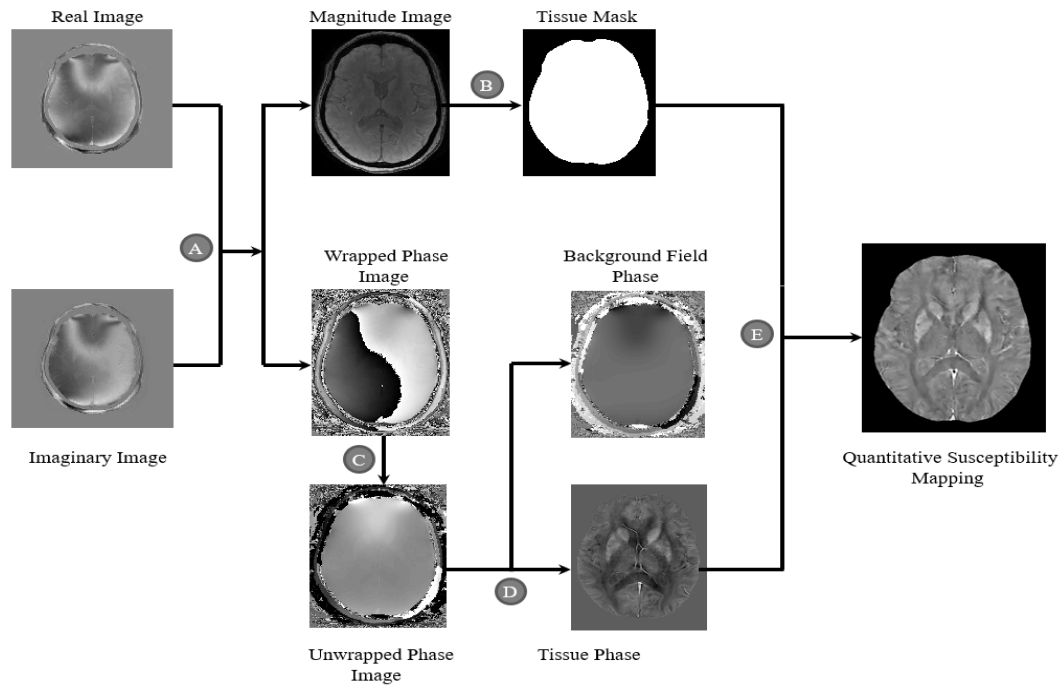 Real Image
Magnitude Image
Tissue Mask
B
A
Wrapped Phase
Image
Background Field
Phase
E
Imaginary Image
C
Quantitative Susceptibility
Mapping
D
Unwrapped Phase
Image
Tissue Phase